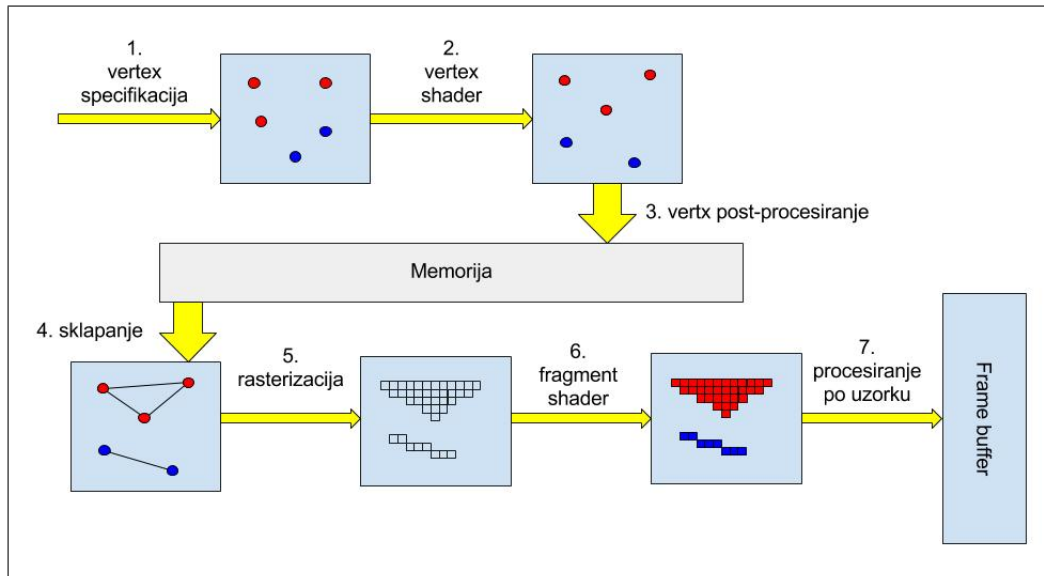 1.
vertex
specifikacija
2.
vertex
shader
3. vertx post-procesiranje
Memorija
4. sklapanje
5.
rasterizacija
6.
fragment
shader
7.
procesiranje
po uzorku
Frame buffer